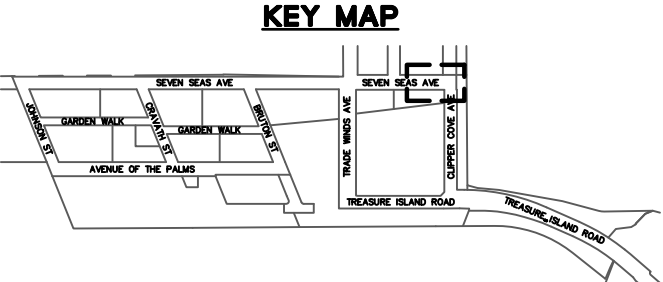 KEY MAP
SEVEN SEAS AVE
SEVEN SEAS AVE
JOHNSON ST
GARDEN WALK
CRAVATH ST
GARDEN WALK
BRUTON ST
TRADE WINDS AVE
CLIPPER COVE AVE
AVENUE OF THE PALMS
TREASURE ISLAND ROAD
TREASURE ISLAND ROAD